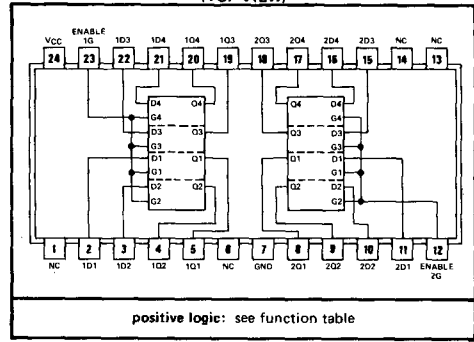 ENABLE
VCC 1G 1D3 1D4 1Q4 1Q3 2Q3 2Q4 2D4 2D3 NC NC
24 23 22 21 20 19 18 17 16 15 14 13
D4 Q4 Q4 D4
G4 G4
D3 Q3 Q3 D3
G3 G3
D1 Q1 Q1 D1
G1 G1
D2 Q2 Q2 D2
G2 G2
1 2 3 4 5 6 7 8 9 10 11 12
NC 1D1 1D2 1Q2 1Q1 NC GND 2Q1 2Q2 2D2 2D1 ENABLE
2G
positive logic: see function table